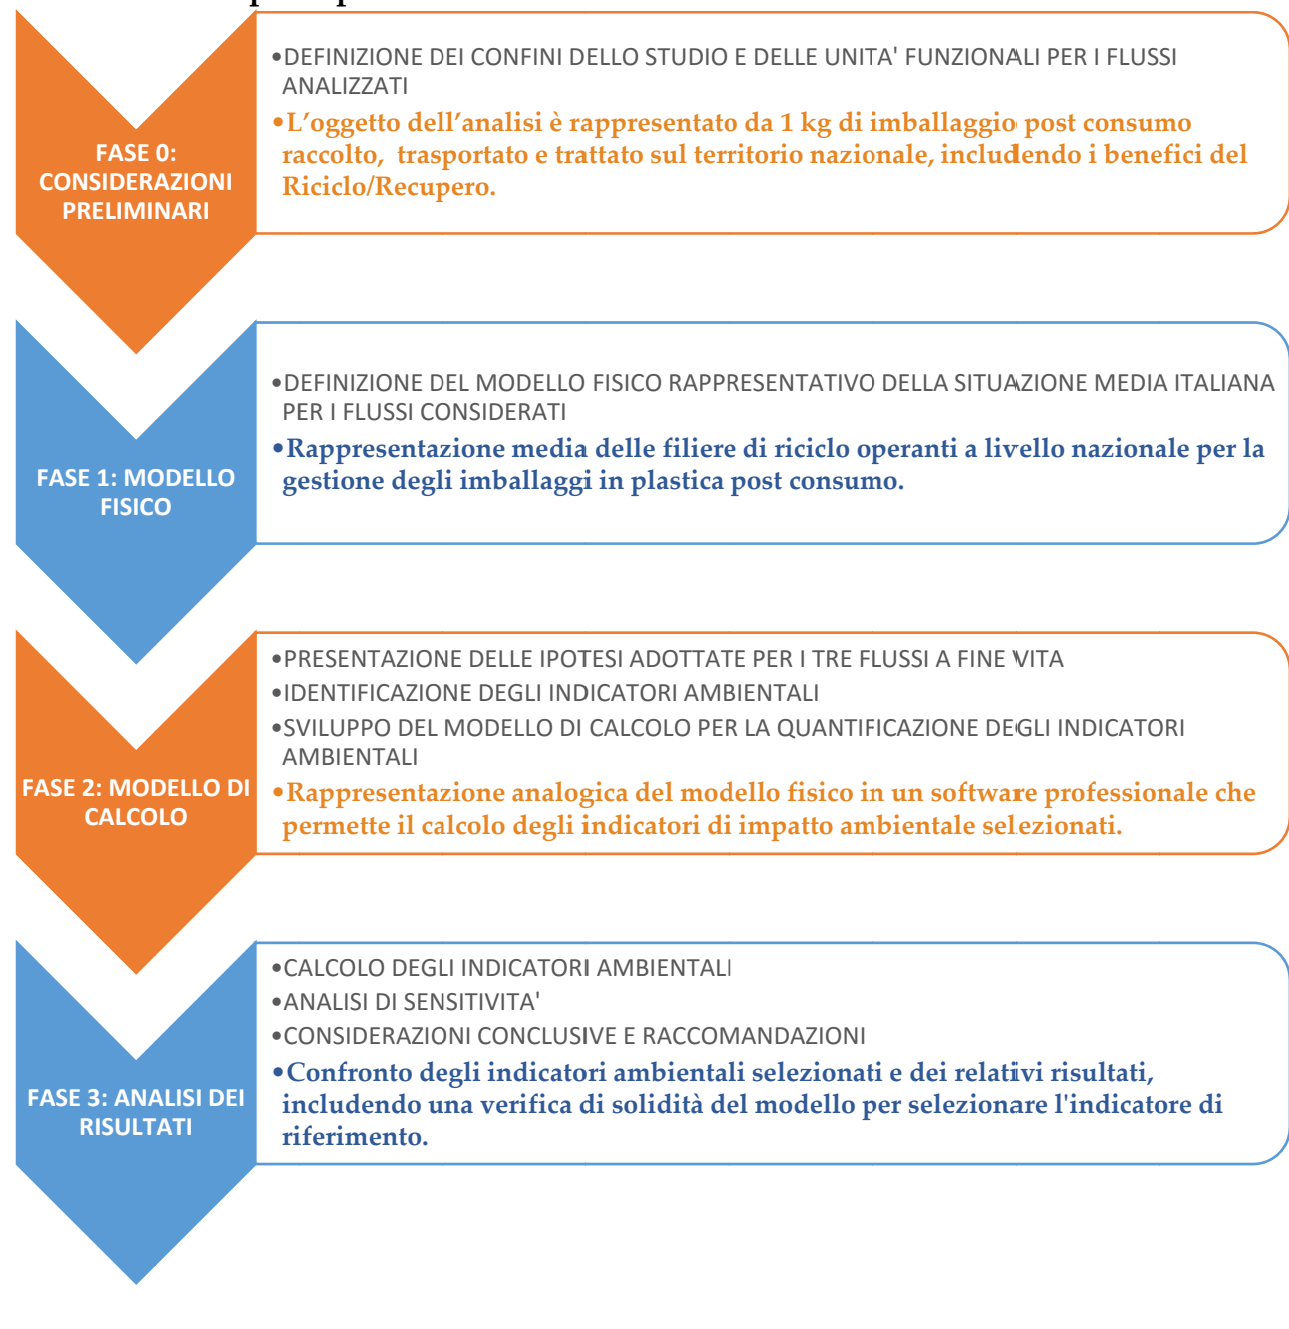 FASE 0:
CONSIDERAZIONI
PRELIMINARI
•DEFINIZIONE DEI CONFINI DELLO STUDIO E DELLE UNITA' FUNZIONALI PER I FLUSSI
ANALIZZATI
•L’oggetto dell’analisi è rappresentato da 1 kg di imballaggio post consumo
raccolto, trasportato e trattato sul territorio nazionale, includendo i benefici del
Riciclo/Recupero.
FASE 1: MODELLO
FISICO
•DEFINIZIONE DEL MODELLO FISICO RAPPRESENTATIVO DELLA SITUAZIONE MEDIA ITALIANA
PER I FLUSSI CONSIDERATI
•Rappresentazione media delle filiere di riciclo operanti a livello nazionale per la
gestione degli imballaggi in plastica post consumo.
FASE 2: MODELLO DI
CALCOLO
•PRESENTAZIONE DELLE IPOTESI ADOTTATE PER I TRE FLUSSI A FINE VITA
•IDENTIFICAZIONE DEGLI INDICATORI AMBIENTALI
•SVILUPPO DEL MODELLO DI CALCOLO PER LA QUANTIFICAZIONE DEGLI INDICATORI
AMBIENTALI
•Rappresentazione analogica del modello fisico in un software professionale che
permette il calcolo degli indicatori di impatto ambientale selezionati.
FASE 3: ANALISI DEI
RISULTATI
•CALCOLO DEGLI INDICATORI AMBIENTALI
•ANALISI DI SENSITIVITA'
•CONSIDERAZIONI CONCLUSIVE E RACCOMANDAZIONI
•Confronto degli indicatori ambientali selezionati e dei relativi risultati,
includendo una verifica di solidità del modello per selezionare l'indicatore di
riferimento.